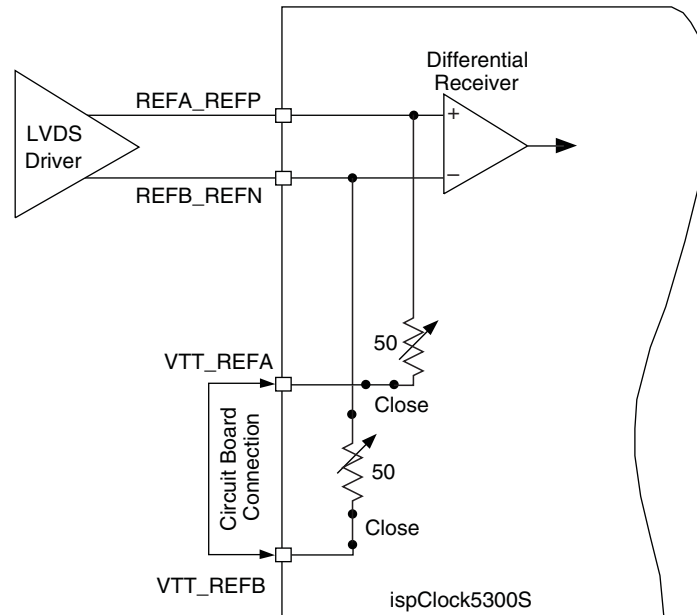 Differential
Receiver
REFA_REFP
LVDS
Driver
+
–
REFB_REFN
50
VTT_REFA
Close
Circuit Board
Connection
50
Close
VTT_REFB
ispClock5300S